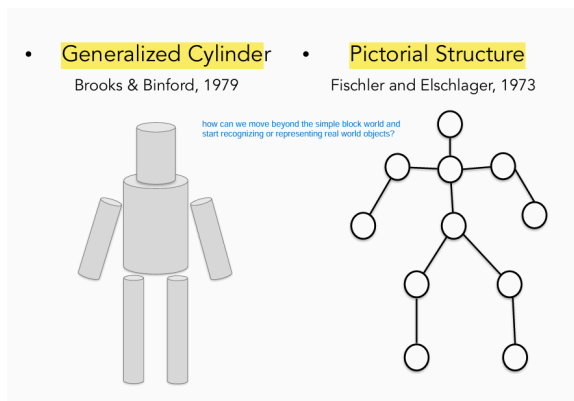 • Generalized Cylinder
Brooks & Binford, 1979
• Pictorial Structure
Fischler and Elschlager, 1973
how can we move beyond the simple block world and
start recognizing or representing real world objects?